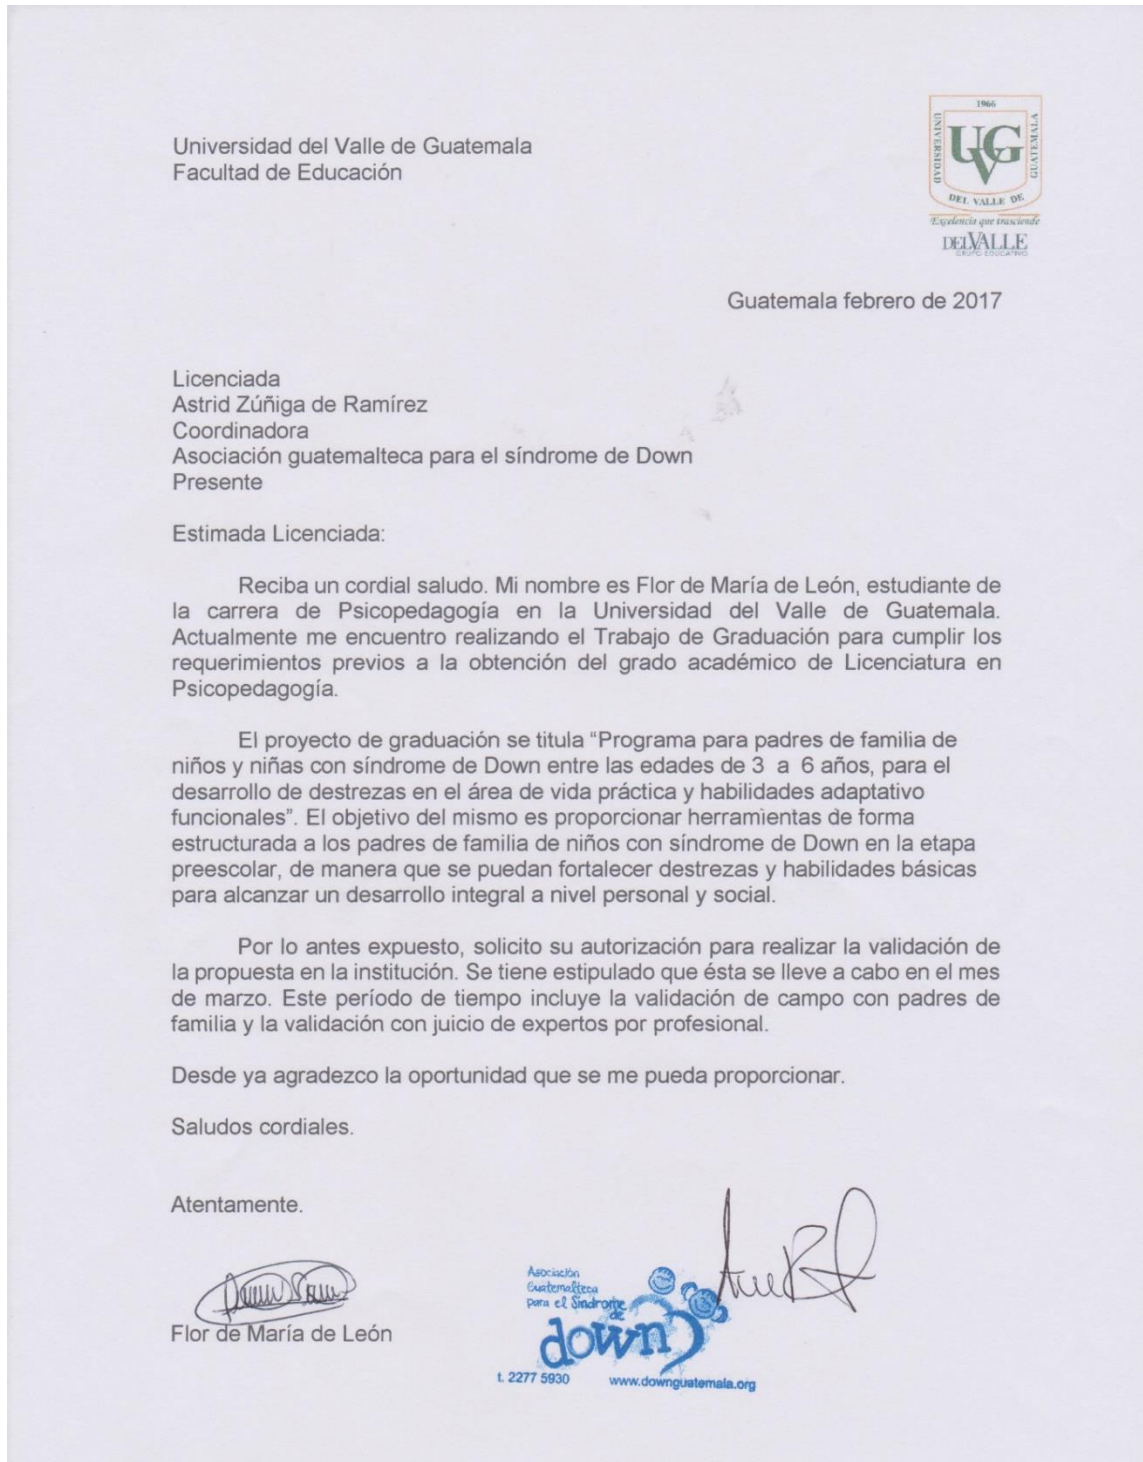 Universidad del Valle de Guatemala
Facultad de Educación
1966
UNIVERSIDAD
UVG
GUATEMALA
DEL VALLE DE
Excelencia que trasciende
DELVALLE
GRUPO EDUCATIVO
Guatemala febrero de 2017
Licenciada
Astrid Zúñiga de Ramírez
Coordinadora
Asociación guatemalteca para el síndrome de Down
Presente
Estimada Licenciada:
Reciba un cordial saludo. Mi nombre es Flor de María de León, estudiante de
la carrera de Psicopedagogía en la Universidad del Valle de Guatemala.
Actualmente me encuentro realizando el Trabajo de Graduación para cumplir los
requerimientos previos a la obtención del grado académico de Licenciatura en
Psicopedagogía.
El proyecto de graduación se titula “Programa para padres de familia de
niños y niñas con síndrome de Down entre las edades de 3 a 6 años, para el
desarrollo de destrezas en el área de vida práctica y habilidades adaptativo
funcionales”. El objetivo del mismo es proporcionar herramientas de forma
estructurada a los padres de familia de niños con síndrome de Down en la etapa
preescolar, de manera que se puedan fortalecer destrezas y habilidades básicas
para alcanzar un desarrollo integral a nivel personal y social.
Por lo antes expuesto, solicito su autorización para realizar la validación de
la propuesta en la institución. Se tiene estipulado que ésta se lleve a cabo en el mes
de marzo. Este período de tiempo incluye la validación de campo con padres de
familia y la validación con juicio de expertos por profesional.
Desde ya agradezco la oportunidad que se me pueda proporcionar.
Saludos cordiales.
Atentamente.
Flor de María de León
Asociación
Guatemalteca
para el Síndrome
de
down
t. 2277 5930 www.downguatemala.org